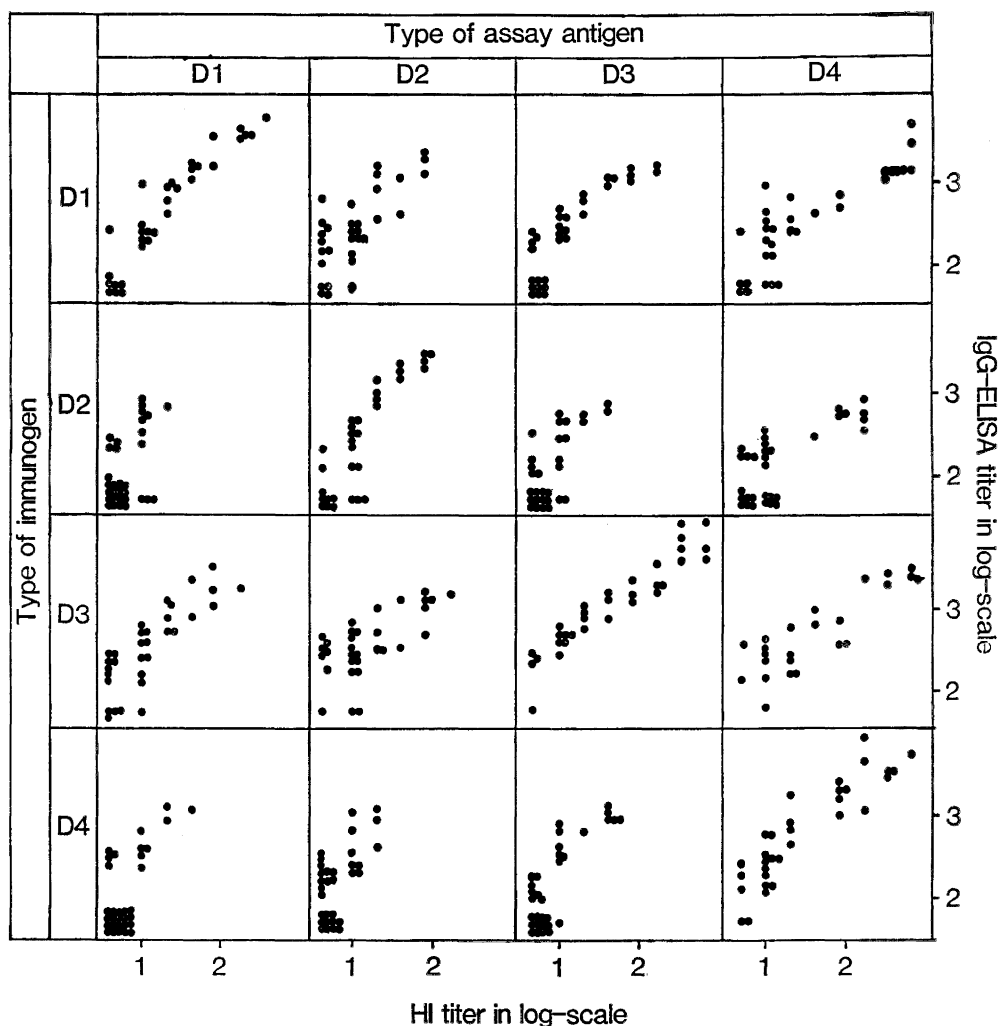 Type of assay antigen
D1 D2 D3 D4
Type of immunogen
D1
D2
D3
D4
3
2
3
2
3
2
3
2
IgG–ELISA titer in log–scale
1 2 1 2 1 2 1 2
HI titer in log–scale